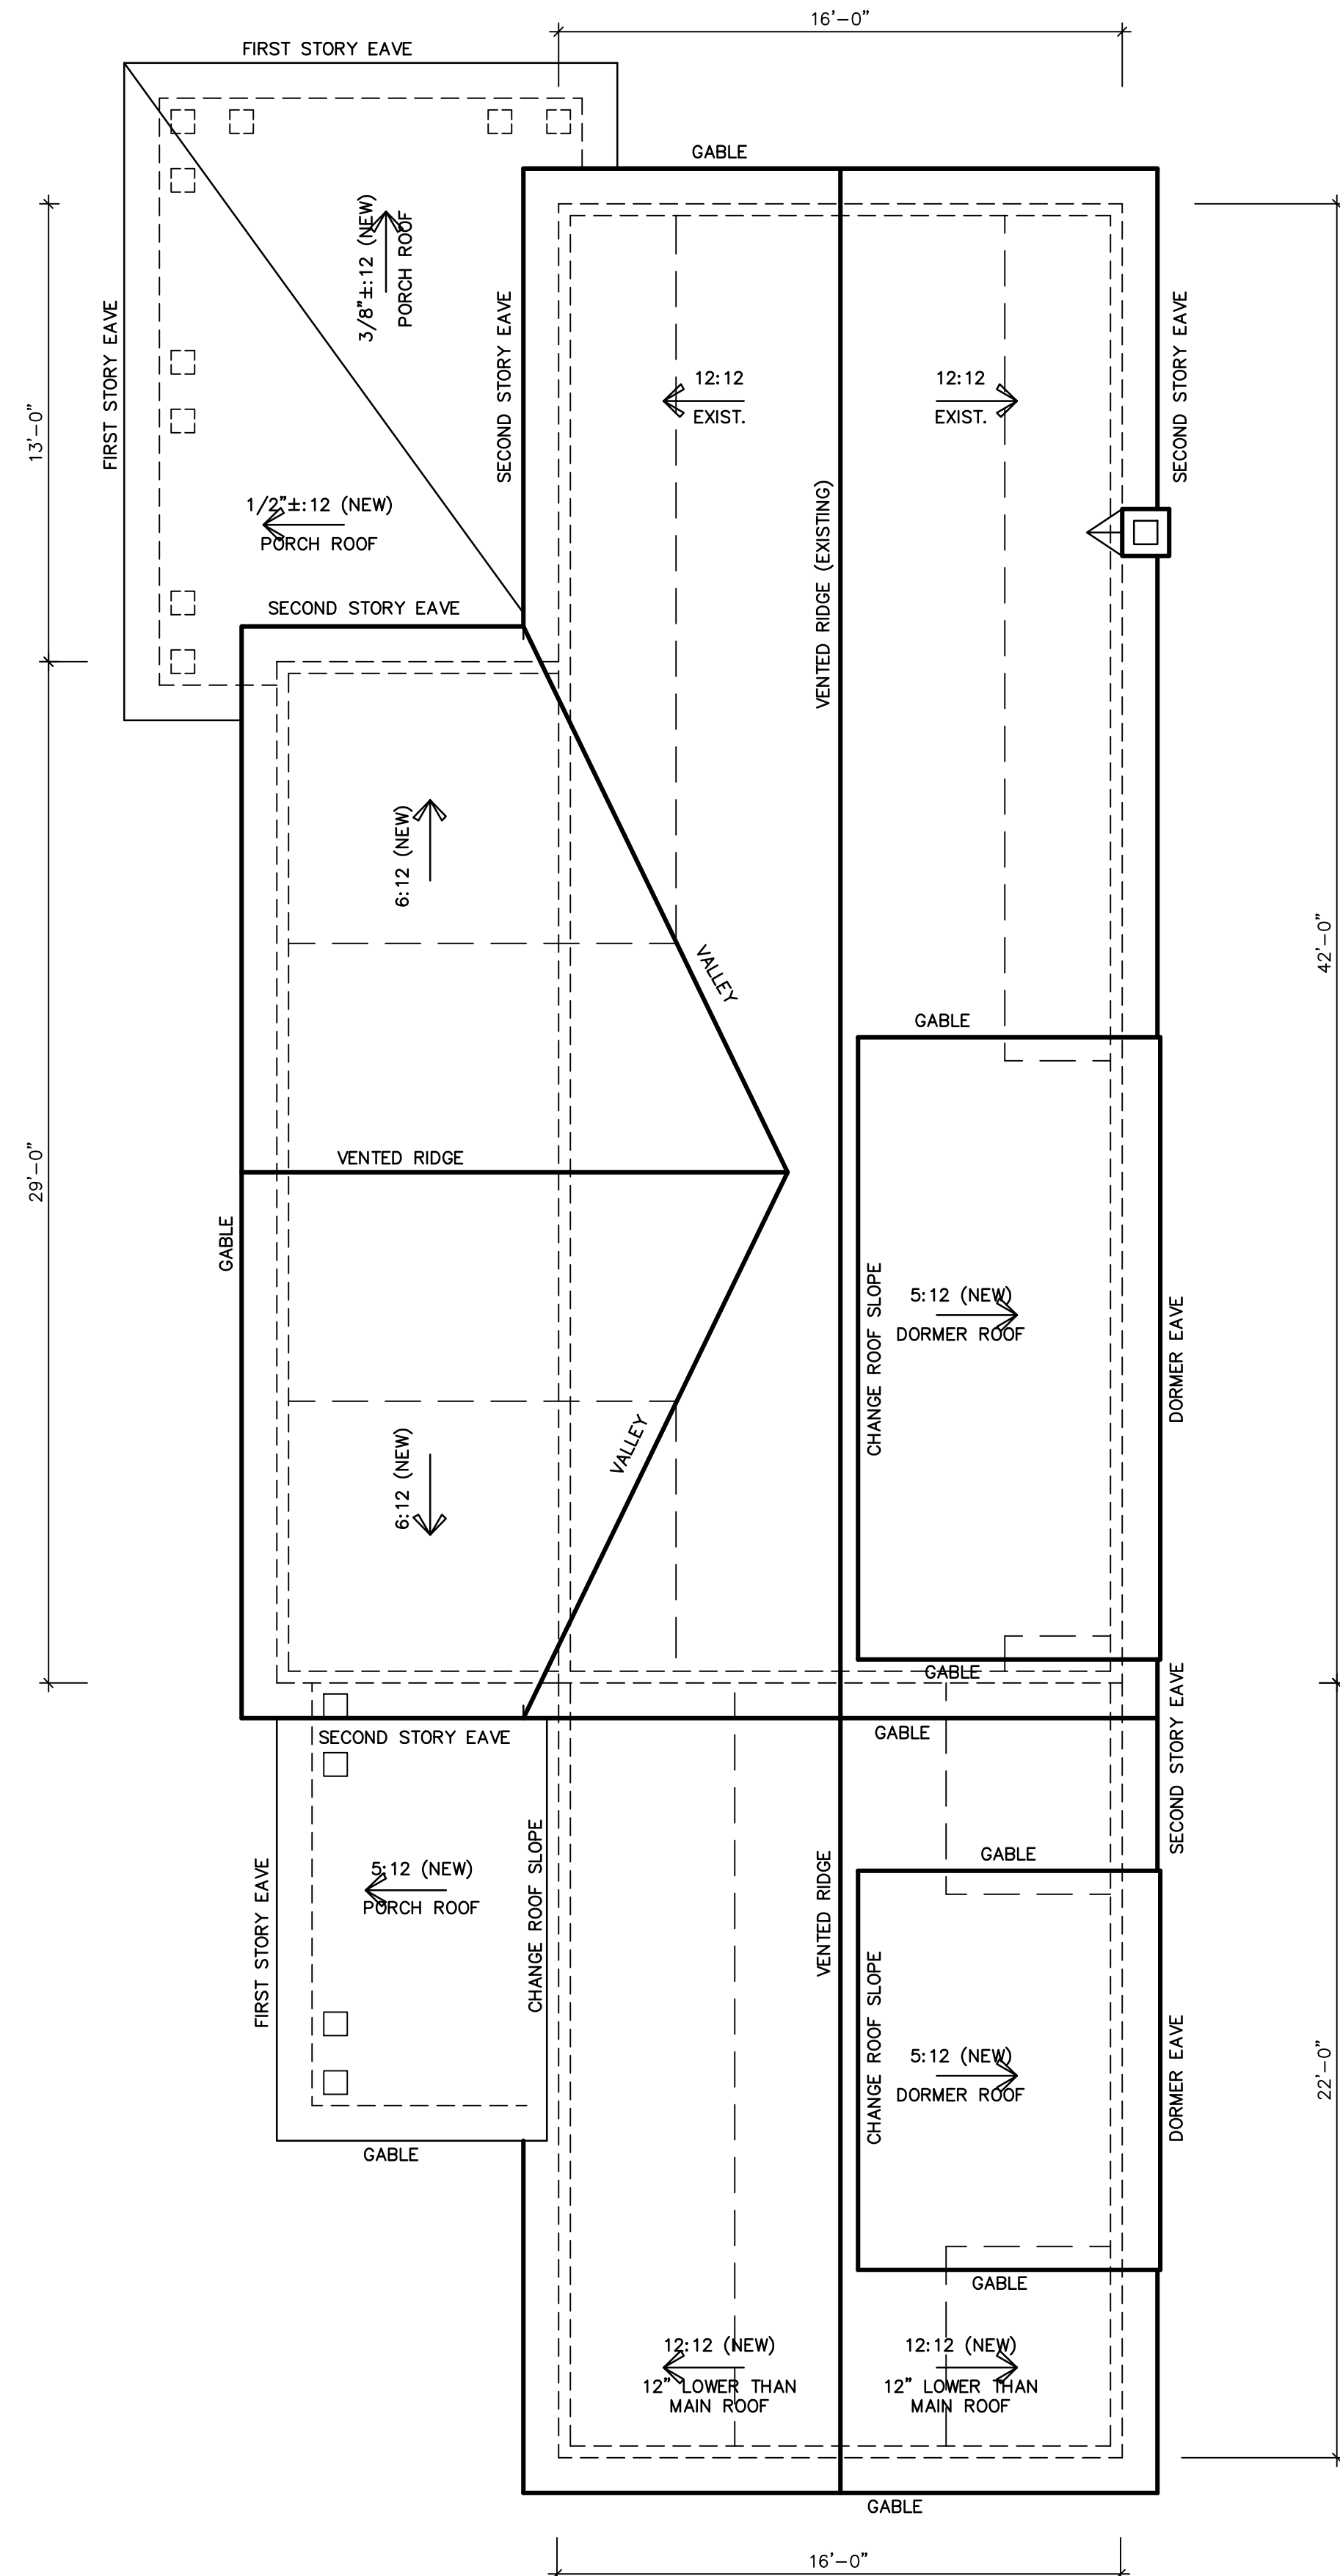 16'-0"
FIRST STORY EAVE
GABLE
3/8"±:12 (NEW)
PORCH ROOF
FIRST STORY EAVE
SECOND STORY EAVE
SECOND STORY EAVE
12:12
EXIST.
12:12
EXIST.
13'-0"
1/2"±:12 (NEW)
PORCH ROOF
VENTED RIDGE (EXISTING)
SECOND STORY EAVE
6:12 (NEW)
VALLEY
42'-0"
GABLE
29'-0"
VENTED RIDGE
GABLE
CHANGE ROOF SLOPE
5:12 (NEW)
DORMER ROOF
DORMER EAVE
6:12 (NEW)
VALLEY
GABLE
SECOND STORY EAVE
GABLE
SECOND STORY EAVE
5:12 (NEW)
PORCH ROOF
FIRST STORY EAVE
CHANGE ROOF SLOPE
VENTED RIDGE
GABLE
CHANGE ROOF SLOPE
5:12 (NEW)
DORMER ROOF
DORMER EAVE
22'-0"
GABLE
GABLE
12:12 (NEW)
12" LOWER THAN
MAIN ROOF
12:12 (NEW)
12" LOWER THAN
MAIN ROOF
GABLE
16'-0"